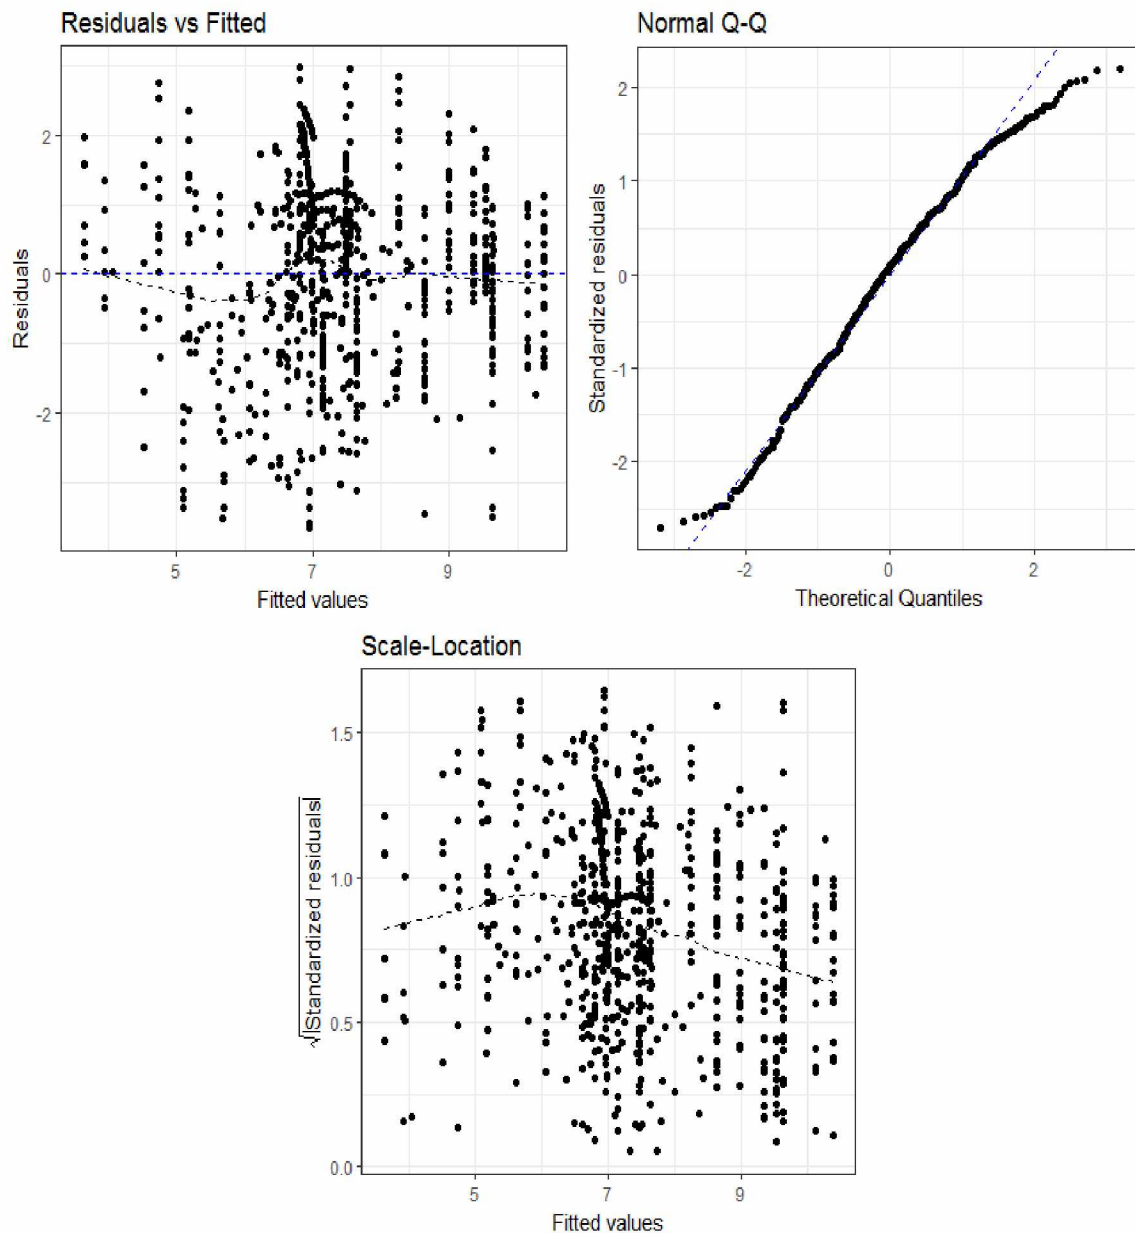 Residuals vs Fitted
Residuals
2
0
-2
5
7
9
Fitted values
Normal Q-Q
Standardized residuals
2
1
0
-1
-2
-2
0
2
Theoretical Quantiles
Scale-Location
√|Standardized residuals|
1.5
1.0
0.5
0.0
5
7
9
Fitted values